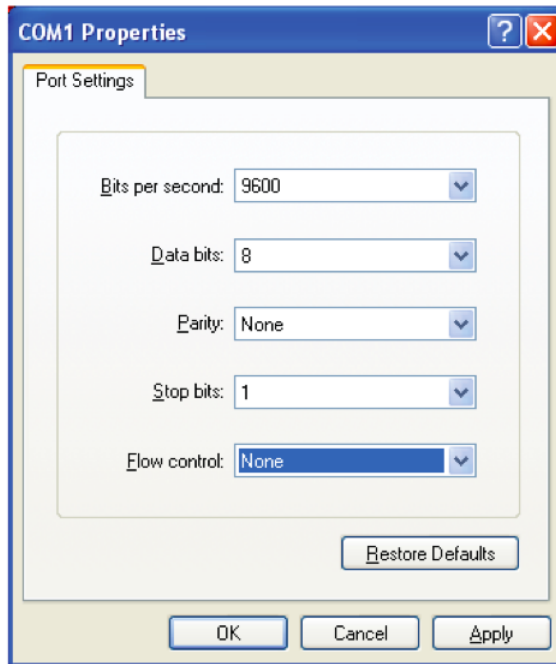 COM1 Properties
Port Settings
Bits per second: 9600
Data bits: 8
Parity: None
Stop bits: 1
Flow control: None
Restore Defaults
OK Cancel Apply